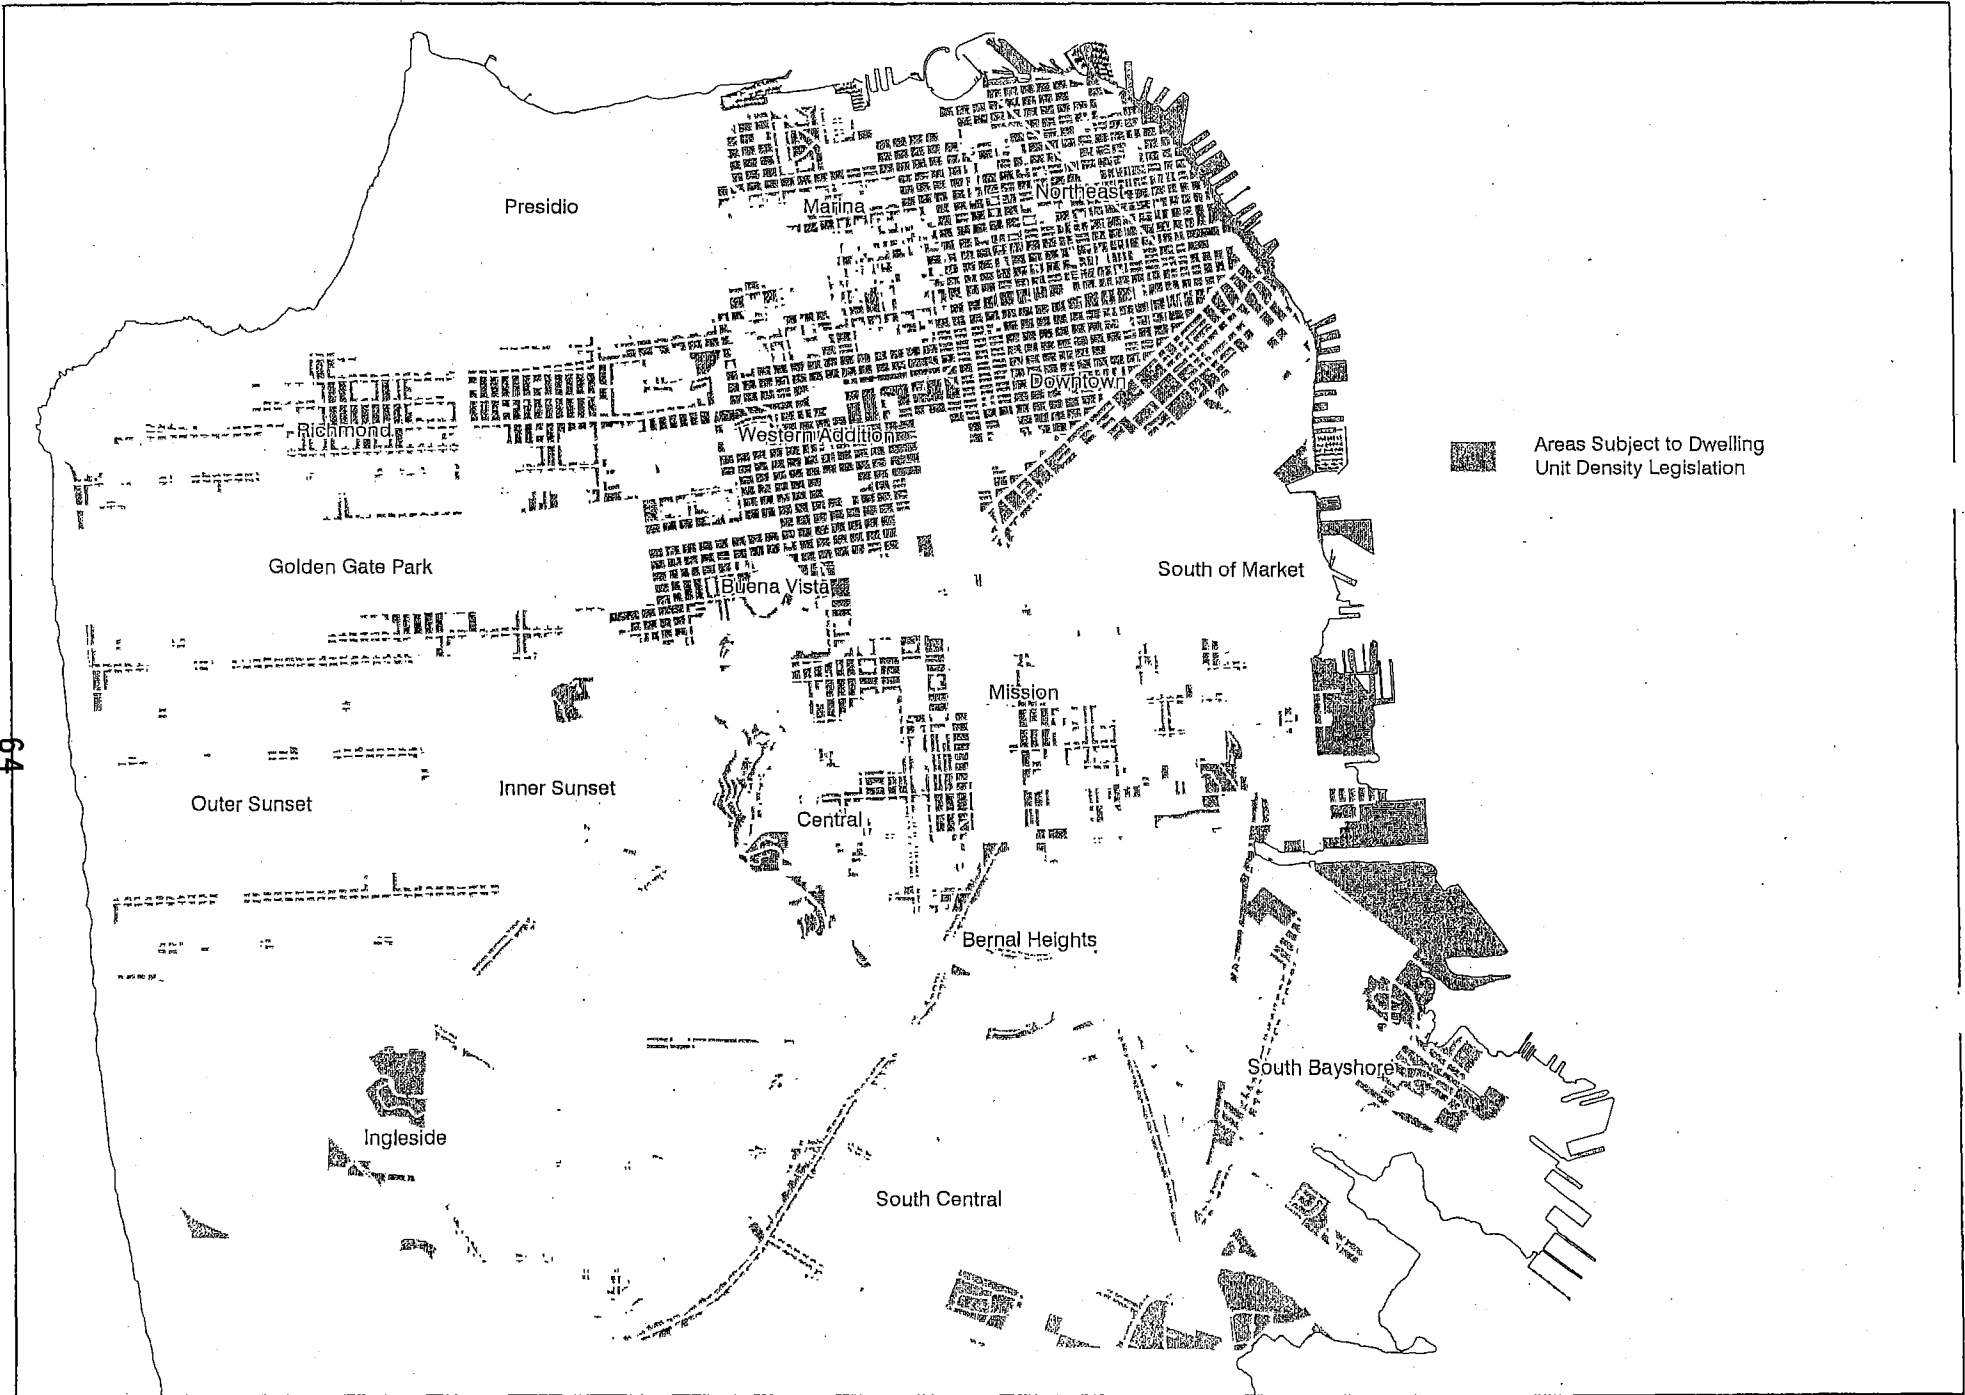 Presidio
Marina
Northeast
Richmond
Downtown
Western Addition
Areas Subject to Dwelling
Unit Density Legislation
Golden Gate Park
Buena Vista
South of Market
Mission
64
Outer Sunset
Inner Sunset
Central
Bernal Heights
South Bayshore
Ingleside
South Central